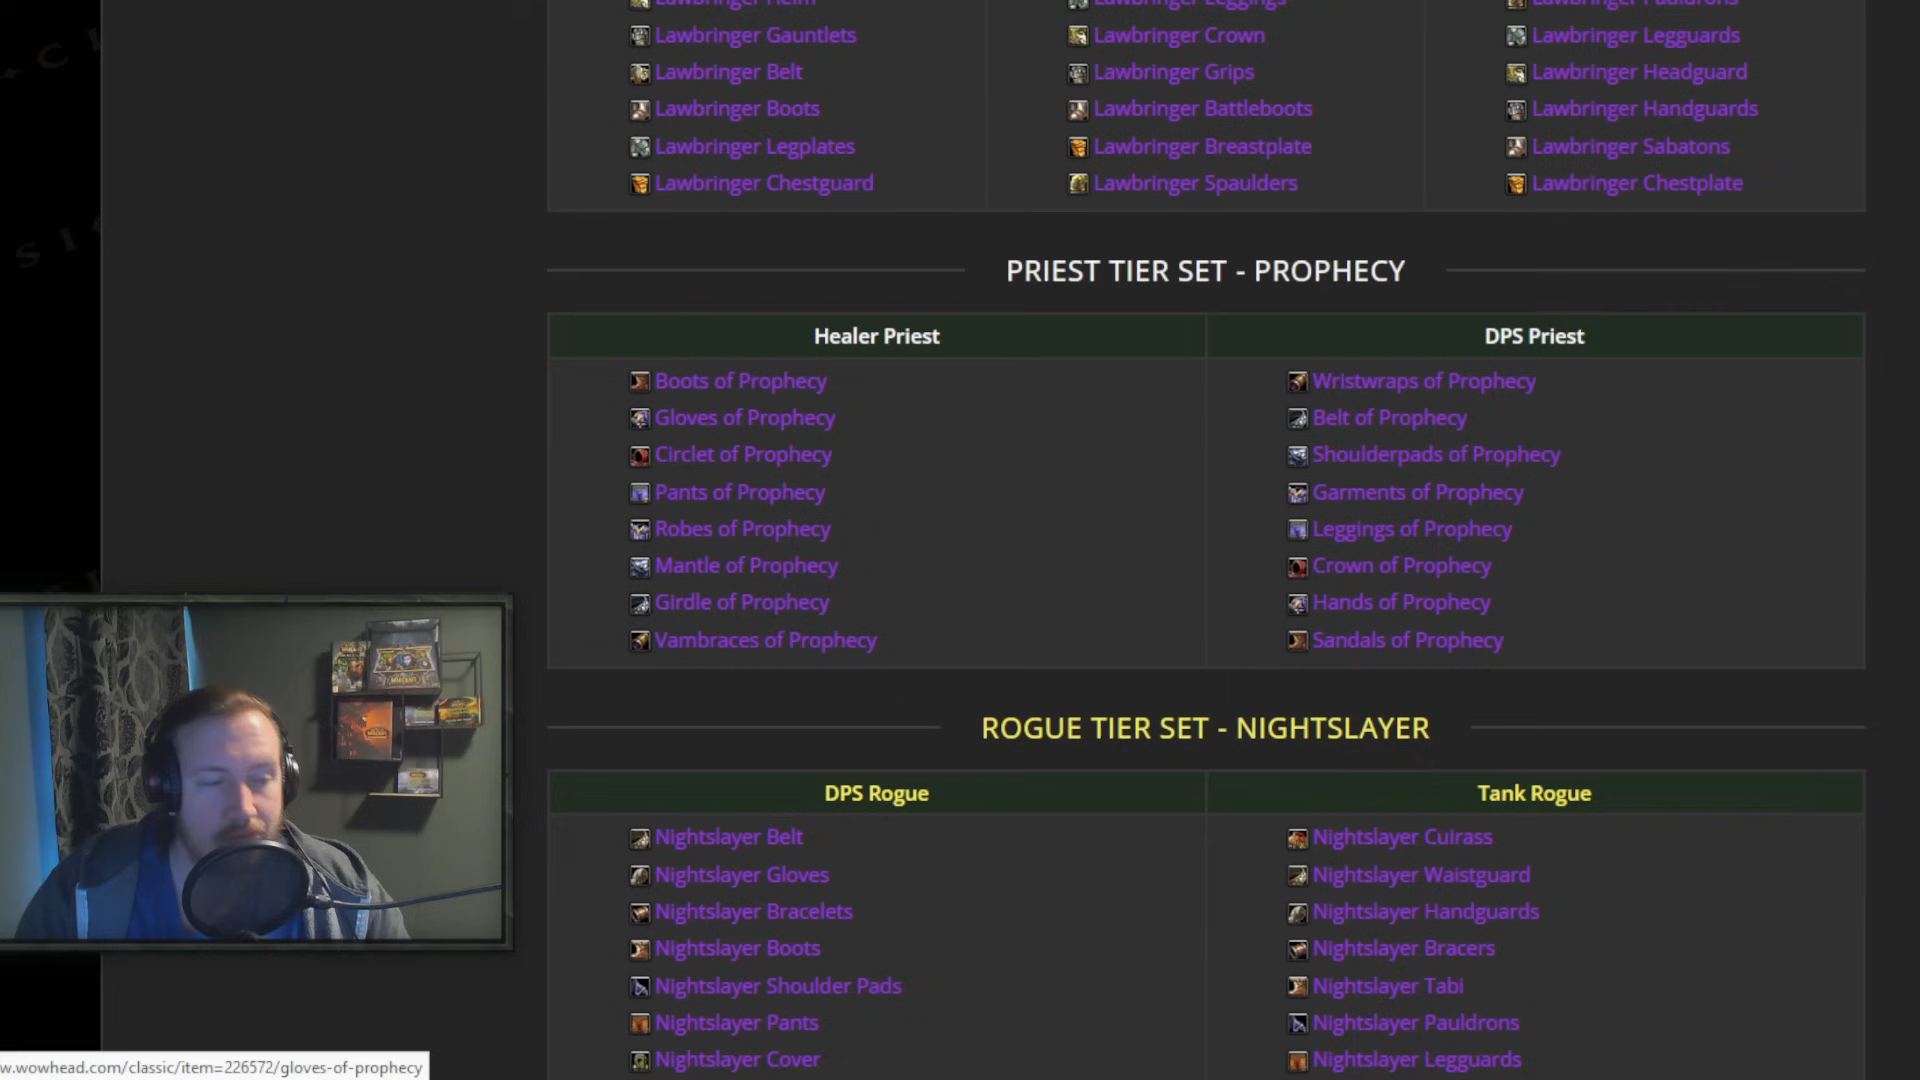 Lawbringer Helm
Lawbringer Leggings
Lawbringer Pauldrons
Lawbringer Gauntlets
Lawbringer Crown
Lawbringer Legguards
Lawbringer Belt
Lawbringer Grips
Lawbringer Headguard
Lawbringer Boots
Lawbringer Battleboots
Lawbringer Handguards
Lawbringer Legplates
Lawbringer Breastplate
Lawbringer Sabatons
Lawbringer Chestguard
Lawbringer Spaulders
Lawbringer Chestplate
PRIEST TIER SET - PROPHECY
Healer Priest
DPS Priest
Boots of Prophecy
Wristwraps of Prophecy
Gloves of Prophecy
Belt of Prophecy
Circlet of Prophecy
Shoulderpads of Prophecy
Pants of Prophecy
Garments of Prophecy
Robes of Prophecy
Leggings of Prophecy
Mantle of Prophecy
Crown of Prophecy
Girdle of Prophecy
Hands of Prophecy
Vambraces of Prophecy
Sandals of Prophecy
ROGUE TIER SET - NIGHTSLAYER
DPS Rogue
Tank Rogue
Nightslayer Belt
Nightslayer Cuirass
Nightslayer Gloves
Nightslayer Waistguard
Nightslayer Bracelets
Nightslayer Handguards
Nightslayer Boots
Nightslayer Bracers
Nightslayer Shoulder Pads
Nightslayer Tabi
Nightslayer Pants
Nightslayer Pauldrons
Nightslayer Cover
Nightslayer Legguards
w.wowhead.com/classic/item=226572/gloves-of-prophecy